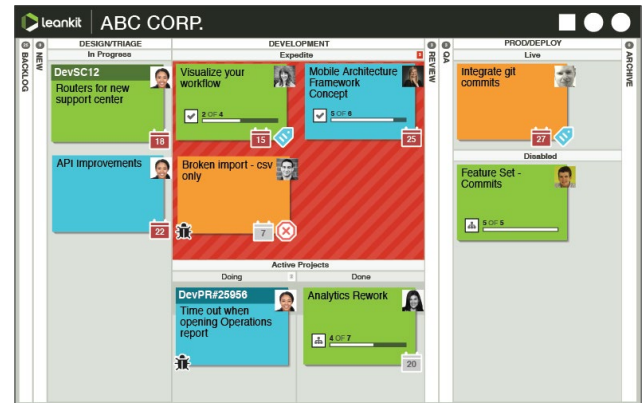 leankit ABC CORP.
BACKLOG
NEW
DESIGN/TRIAGE
In Progress
DevSC12
Routers for new
support center
18
API Improvements
22
DEVELOPMENT
Expedite
Visualize your
workflow
2 OF 4
15
Mobile Architecture
Framework
Concept
5 OF 6
25
Broken import - csv
only
7
Active Projects
Doing
Done
DevPR#25956
Time out when
opening Operations
report
Analytics Rework
4 OF 7
20
REVIEW
QA
PROD/DEPLOY
Live
Integrate git
commits
27
Disabled
Feature Set -
Commits
5 OF 5
ARCHIVE